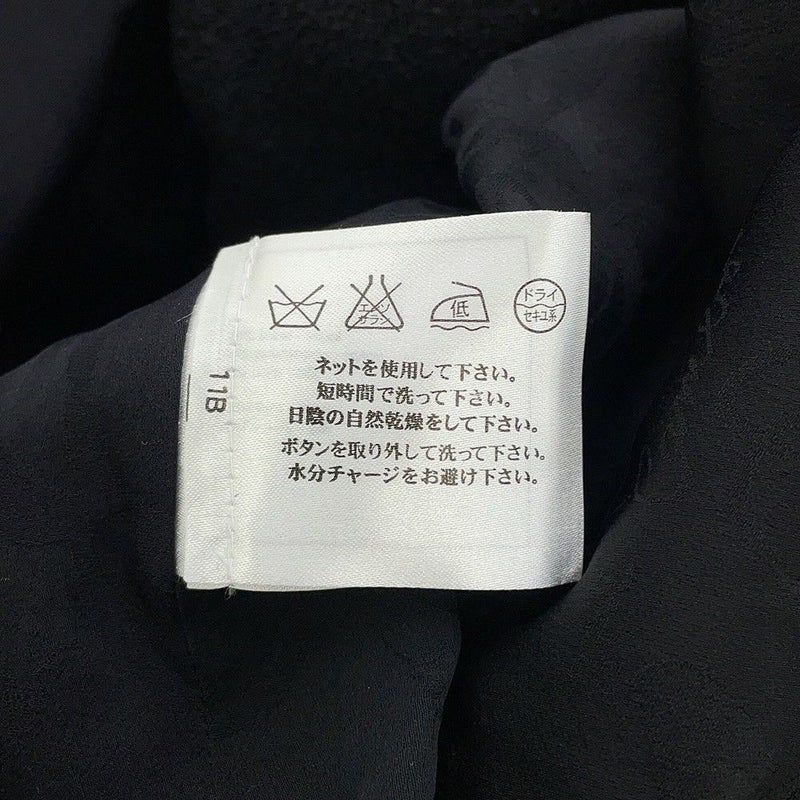 エンソ
サラシ
低
ドライ
セキユ系
ネットを使用して下さい。
短時間で洗って下さい。
日陰の自然乾燥をして下さい。
ボタンを取り外して洗って下さい。
水分チャージをお避け下さい。
11B